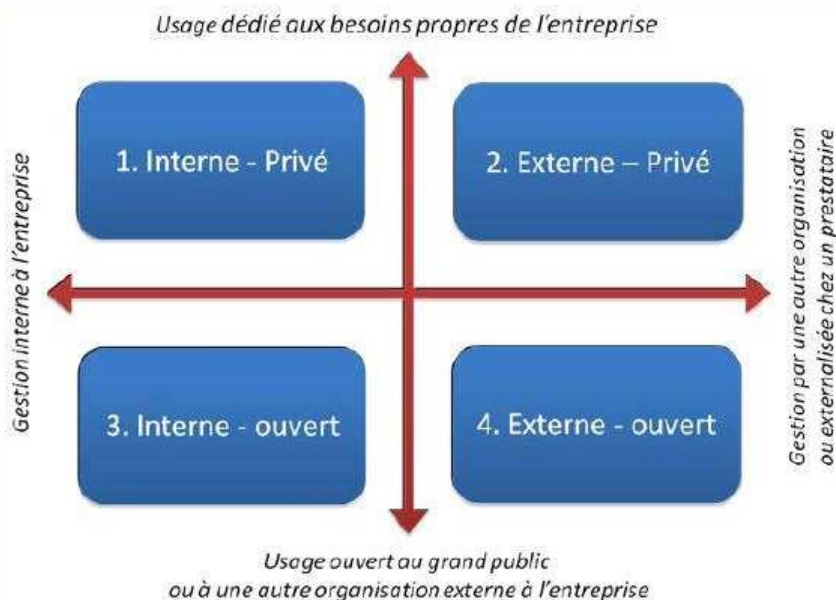 Usage dédié aux besoins propres de l'entreprise
Gestion interne à l'entreprise
1. Interne - Privé
2. Externe – Privé
Gestion par une autre organisation
ou externalisée chez un prestataire
3. Interne - ouvert
4. Externe - ouvert
Usage ouvert au grand public
ou à une autre organisation externe à l'entreprise